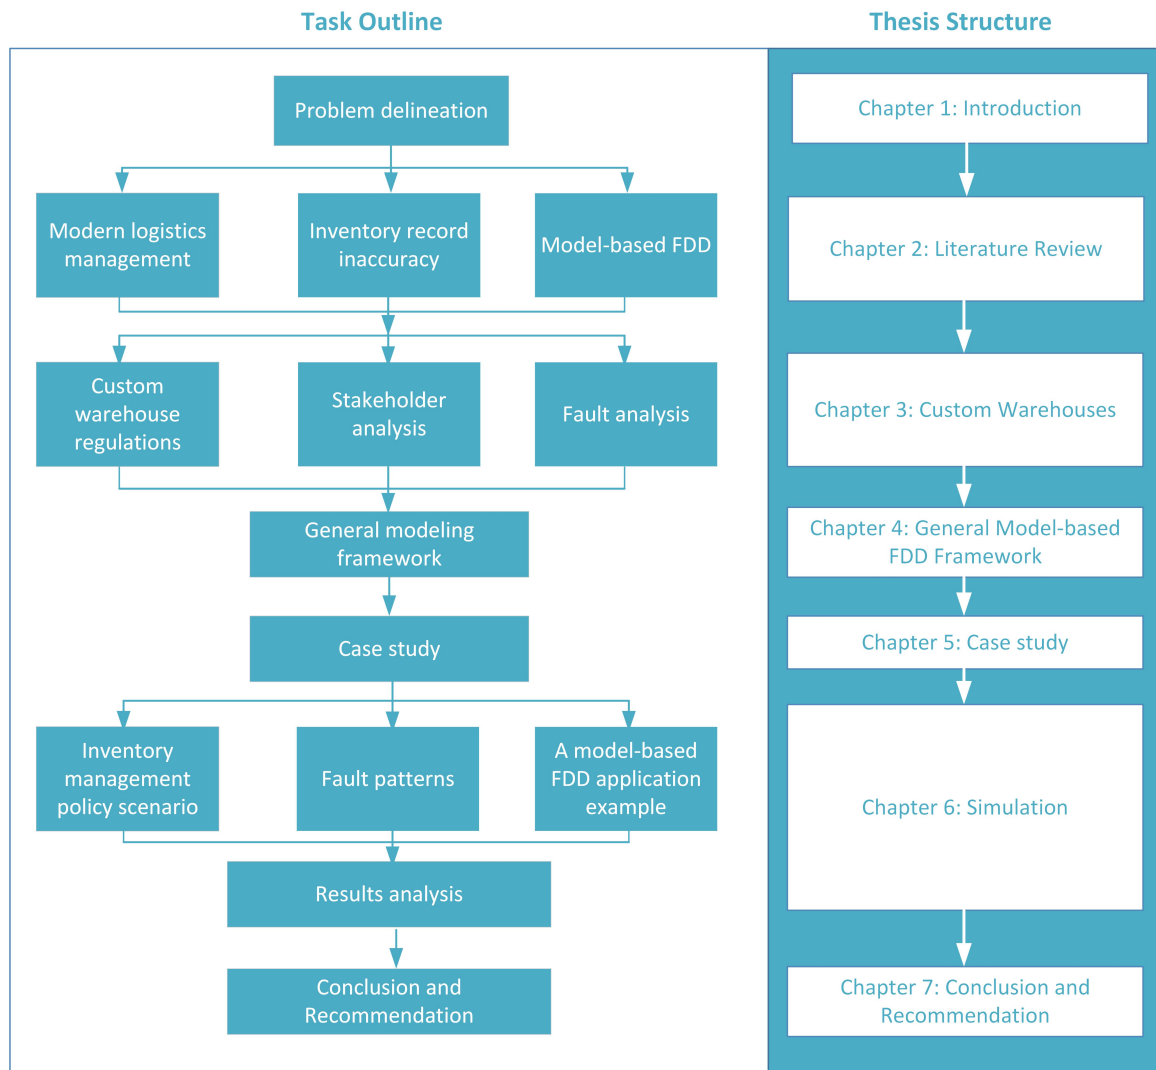 Task Outline
Thesis Structure
Problem delineation
Chapter 1: Introduction
Modern logistics
management
Inventory record
inaccuracy
Model-based FDD
Chapter 2: Literature Review
Custom
warehouse
regulations
Stakeholder
analysis
Fault analysis
Chapter 3: Custom Warehouses
General modeling
framework
Chapter 4: General Model-based
FDD Framework
Case study
Chapter 5: Case study
Inventory
management
policy scenario
Fault patterns
A model-based
FDD application
example
Chapter 6: Simulation
Results analysis
Conclusion and
Recommendation
Chapter 7: Conclusion and
Recommendation